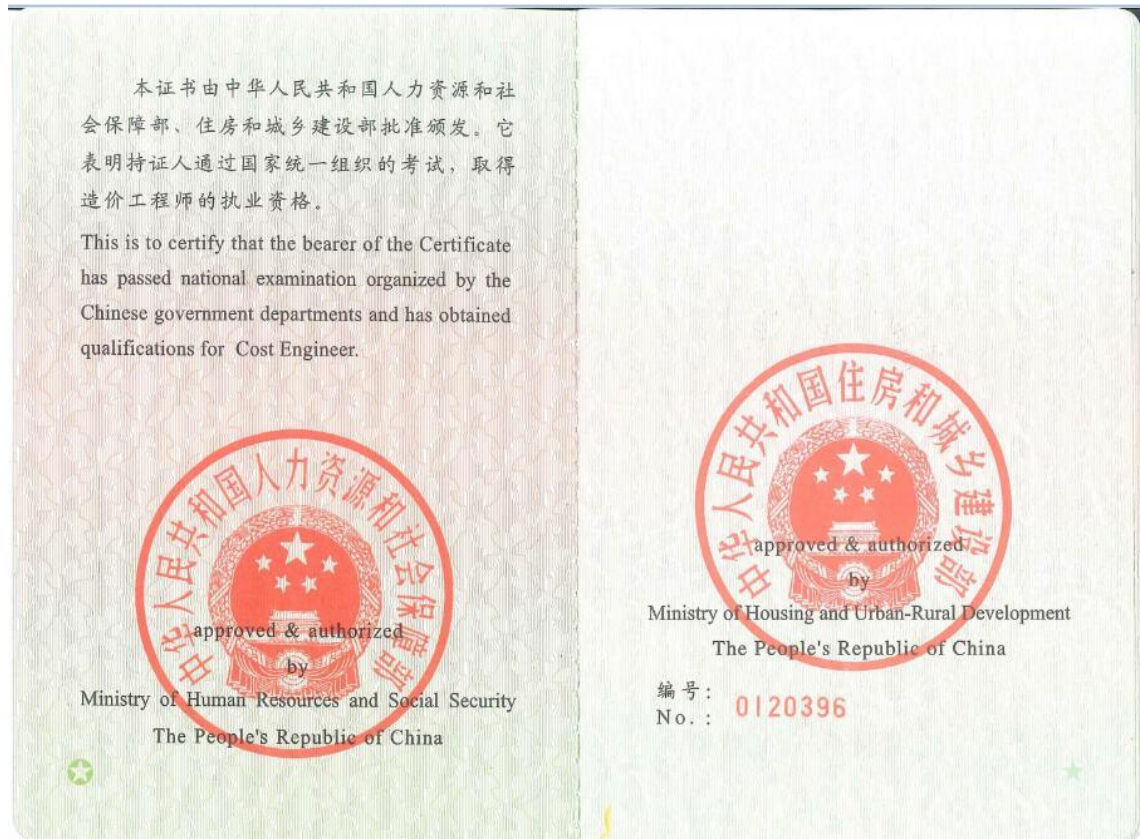 本证书由中华人民共和国人力资源和社
会保障部、住房和城乡建设部批准颁发。它
表明持证人通过国家统一组织的考试，取得
造价工程师的执业资格。
This is to certify that the bearer of the Certificate
has passed national examination organized by the
Chinese government departments and has obtained
qualifications for Cost Engineer.
中华人民共和国人力资源和社会保障部
approved & authorized
by
Ministry of Human Resources and Social Security
The People's Republic of China
中华人民共和国住房和城乡建设部
approved & authorized
by
Ministry of Housing and Urban-Rural Development
The People's Republic of China
编号：
No.: 0120396